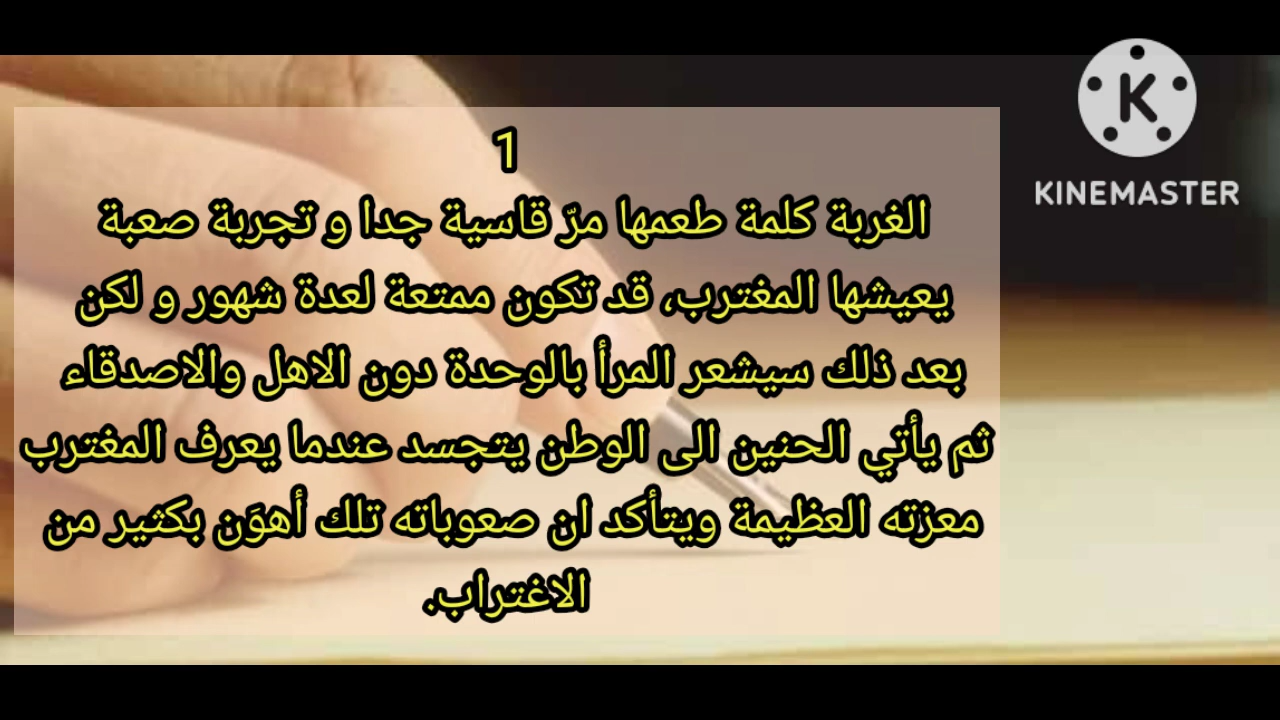 1
الغربة كلمة طعمها مرّ قاسية جدا و تجربة صعبة
يعيشها المغترب، قد تكون ممتعة لعدة شهور و لكن
بعد ذلك سيشعر المرأ بالوحدة دون الاهل والاصدقاء
ثم يأتي الحنين الى الوطن يتجسد عندما يعرف المغترب
معزته العظيمة ويتأكد ان صعوباته تلك أهوَن بكثير من
الاغتراب.
K
KINEMASTER